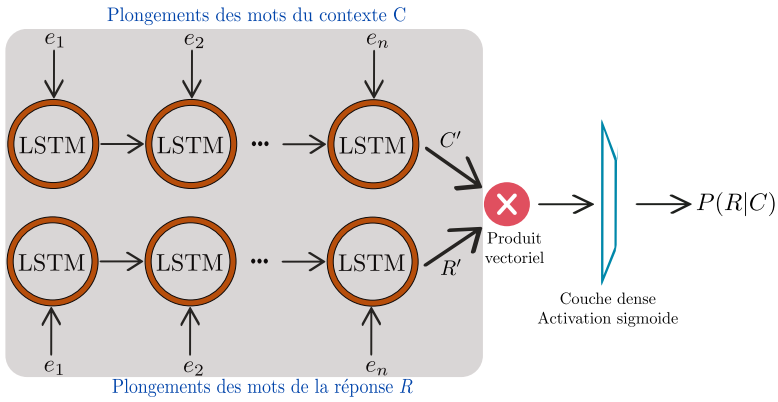 Plongements des mots du contexte C
e1 e2 en
LSTM LSTM ... LSTM
C'
Produit
vectoriel
P(R|C)
LSTM LSTM ... LSTM
R'
Couche dense
Activation sigmoide
e1 e2 en
Plongements des mots de la réponse R